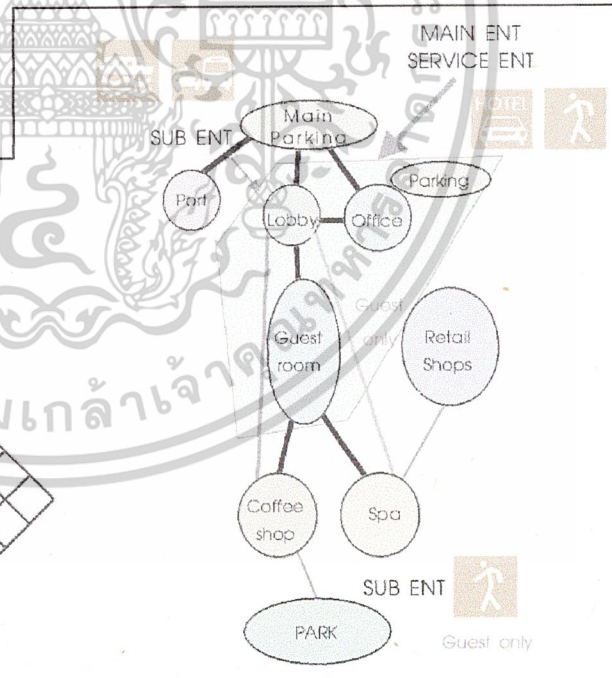 MAIN ENT
SERVICE ENT
HOTEL
Main
Parking
SUB ENT
Parking
Port
Lobby
Office
Guest
only
Guest
room
Retail
Shops
Coffee
shop
Spa
SUB ENT
PARK
Guest only